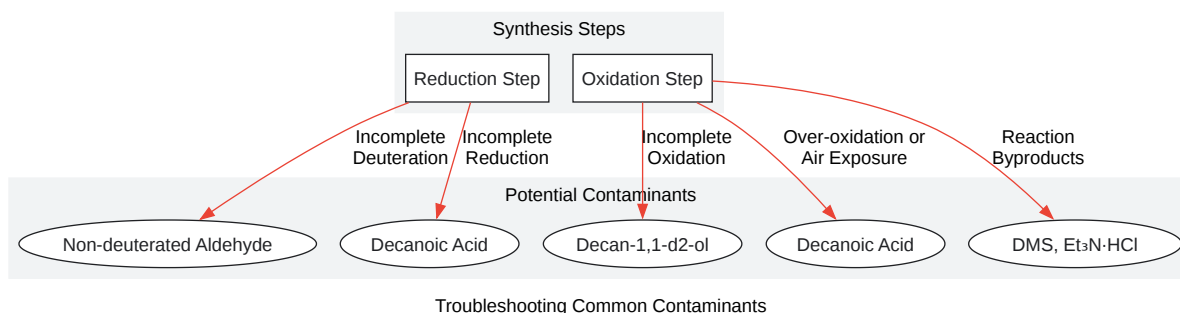 Synthesis Steps
Reduction Step
Oxidation Step
Incomplete
Deuteration
Incomplete
Reduction
Incomplete
Oxidation
Over-oxidation or
Air Exposure
Reaction
Byproducts
Potential Contaminants
Non-deuterated Aldehyde
Decanoic Acid
Decan-1,1-d2-ol
Decanoic Acid
DMS, Et₃N·HCl
Troubleshooting Common Contaminants